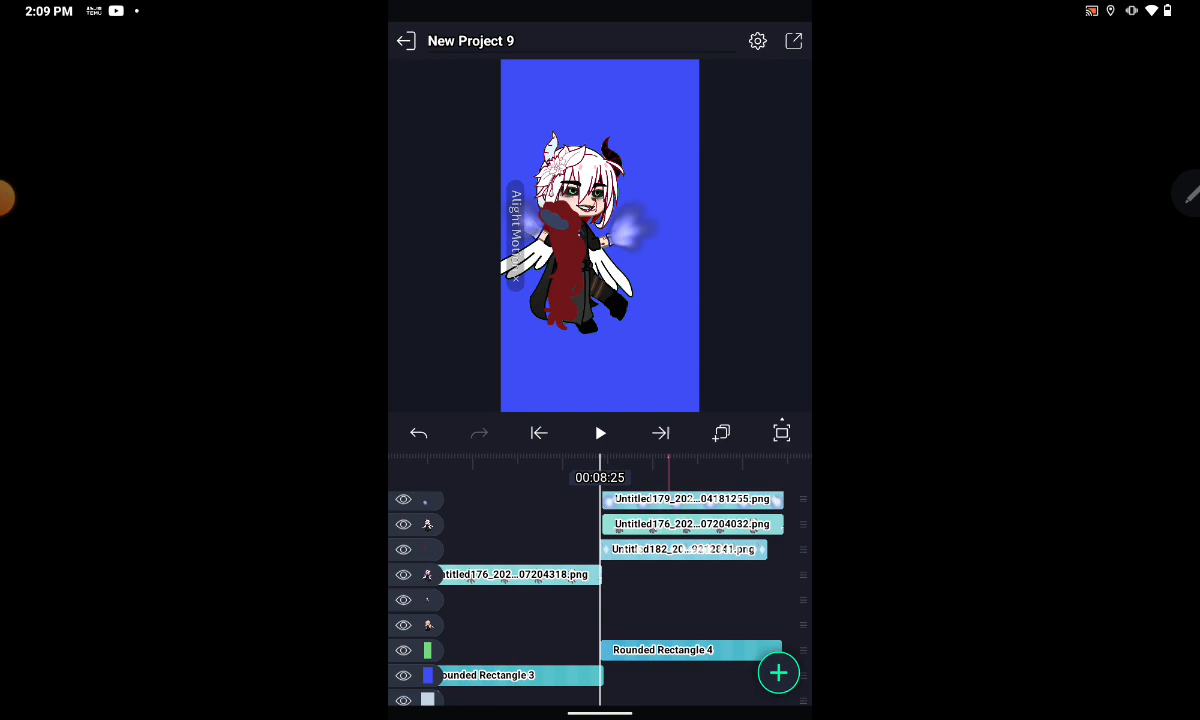 2:09 PM
New Project 9
Alight Motion ×
00:08:25
Untitled179_202...04181255.png
Untitled176_202...07204032.png
ntitled176_202...07204318.png
Rounded Rectangle 4
ounded Rectangle 3